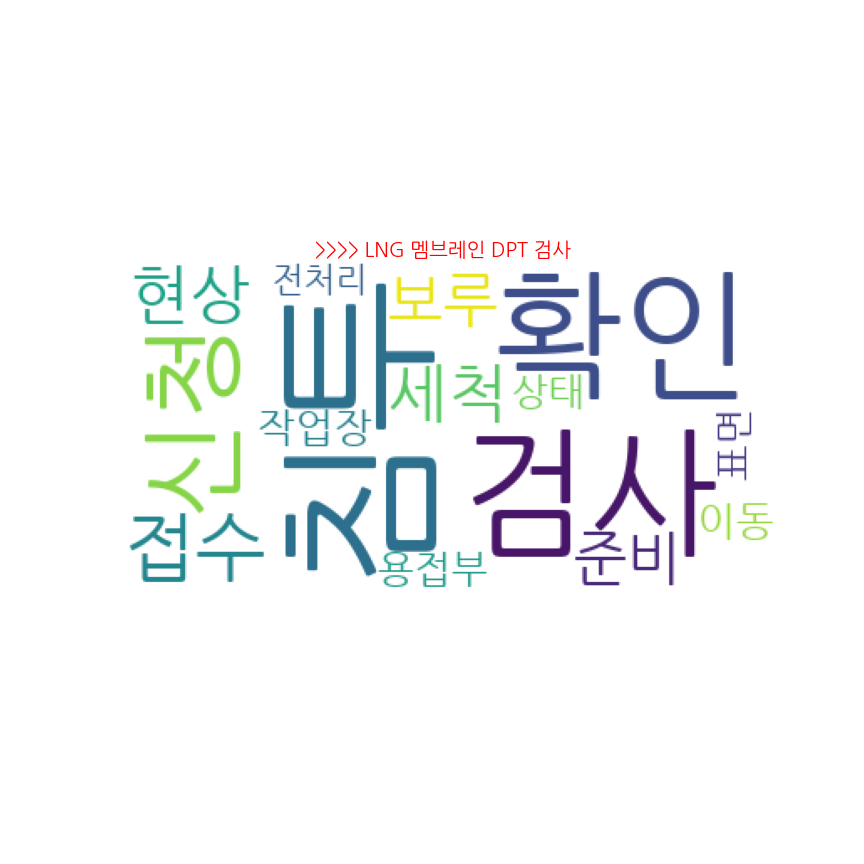 >>>> LNG 멤브레인 DPT 검사
현상
전처리
보루
확인
신청
침투
세척
상태
작업장
표면
검사
접수
이동
준비
용접부